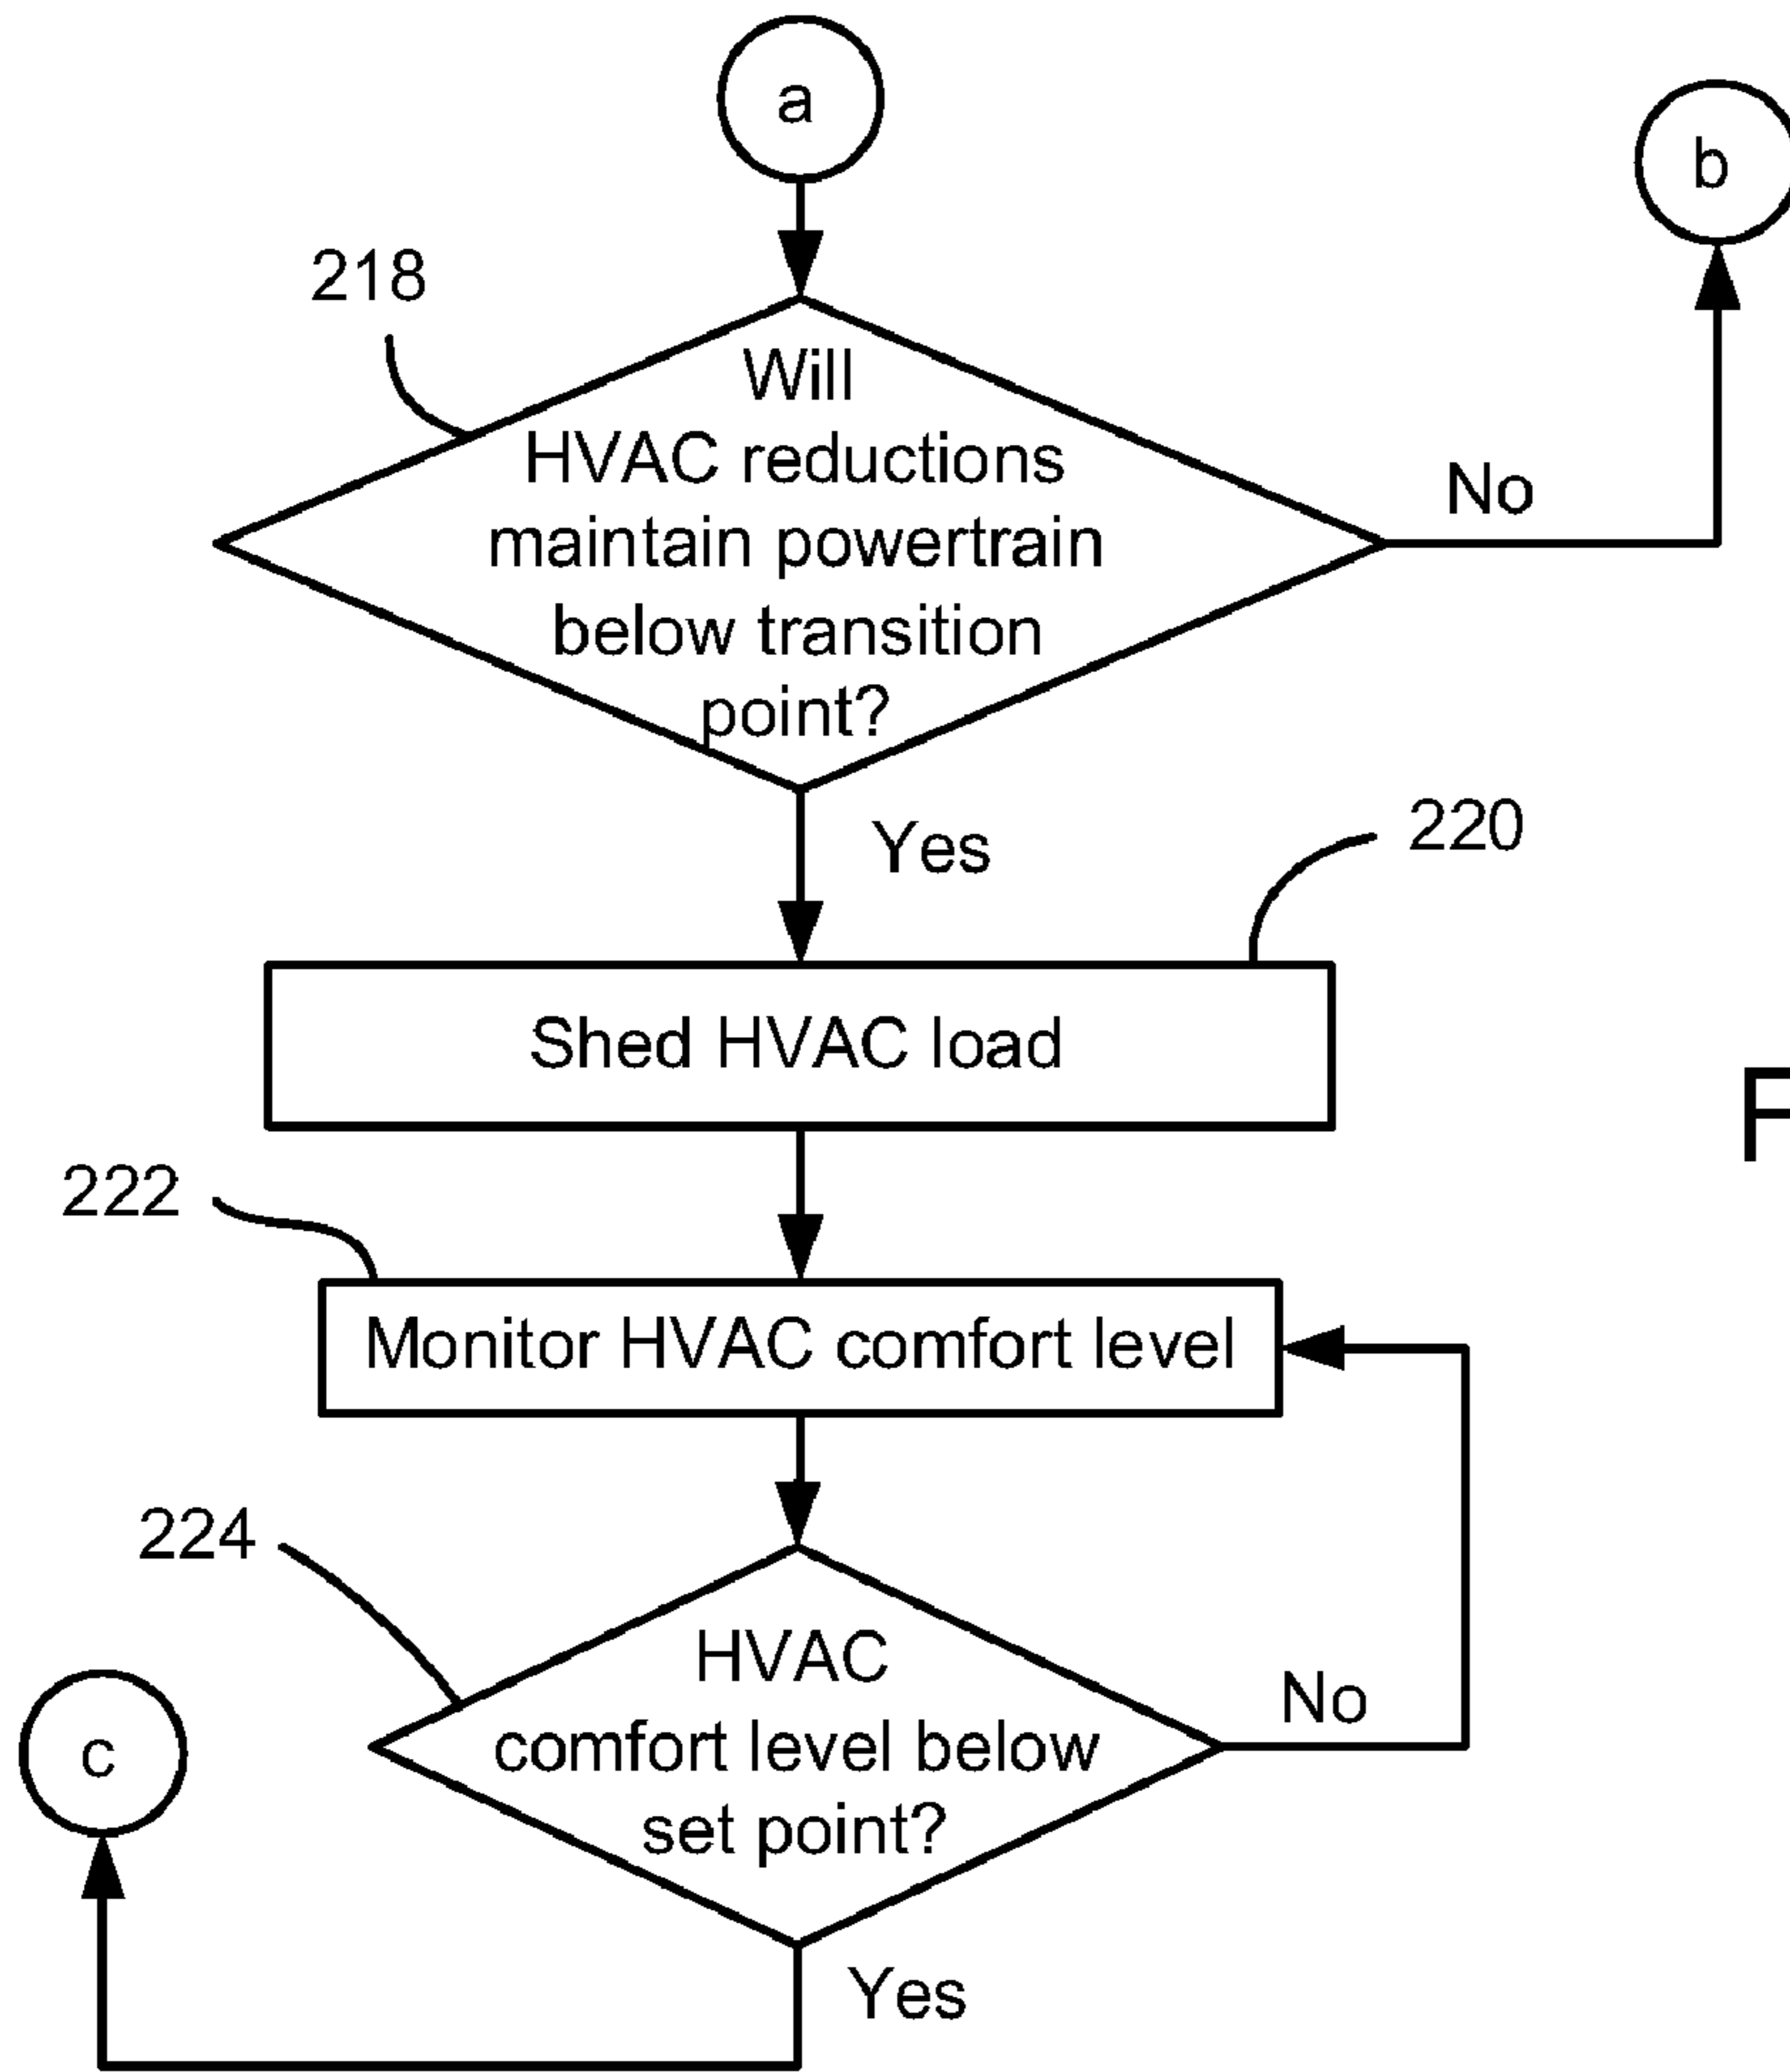 a
b
218
Will
HVAC reductions
maintain powertrain
below transition
point?
No
Yes
220
Shed HVAC load
F
222
Monitor HVAC comfort level
224
HVAC
comfort level below
set point?
No
c
Yes